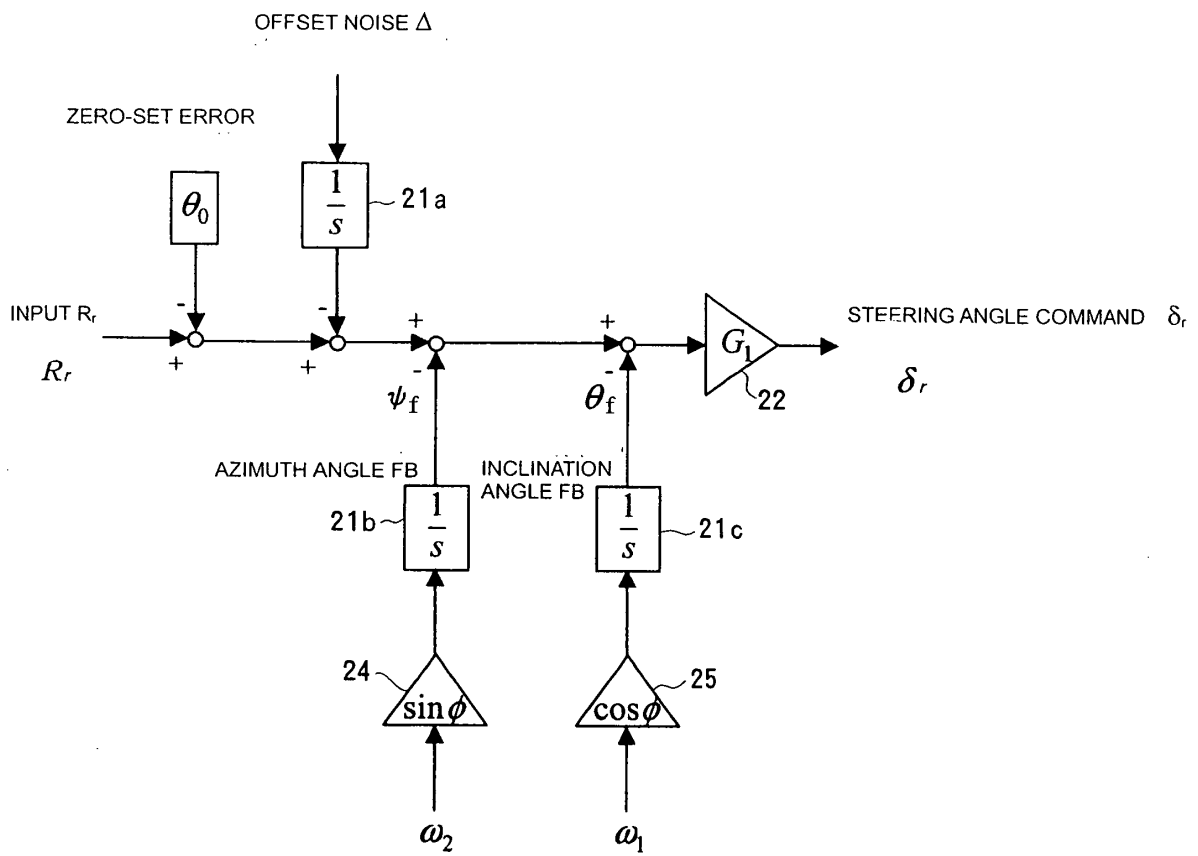 OFFSET NOISE Δ
ZERO-SET ERROR
θ0
1/s
21a
- -
INPUT Rr
+ + + +
STEERING ANGLE COMMAND δr
Rr
G1
22
δr
- -
ψf
θf
AZIMUTH ANGLE FB
INCLINATION
ANGLE FB
21b
1/s
1/s
21c
24
sinϕ
cosϕ
25
ω2
ω1